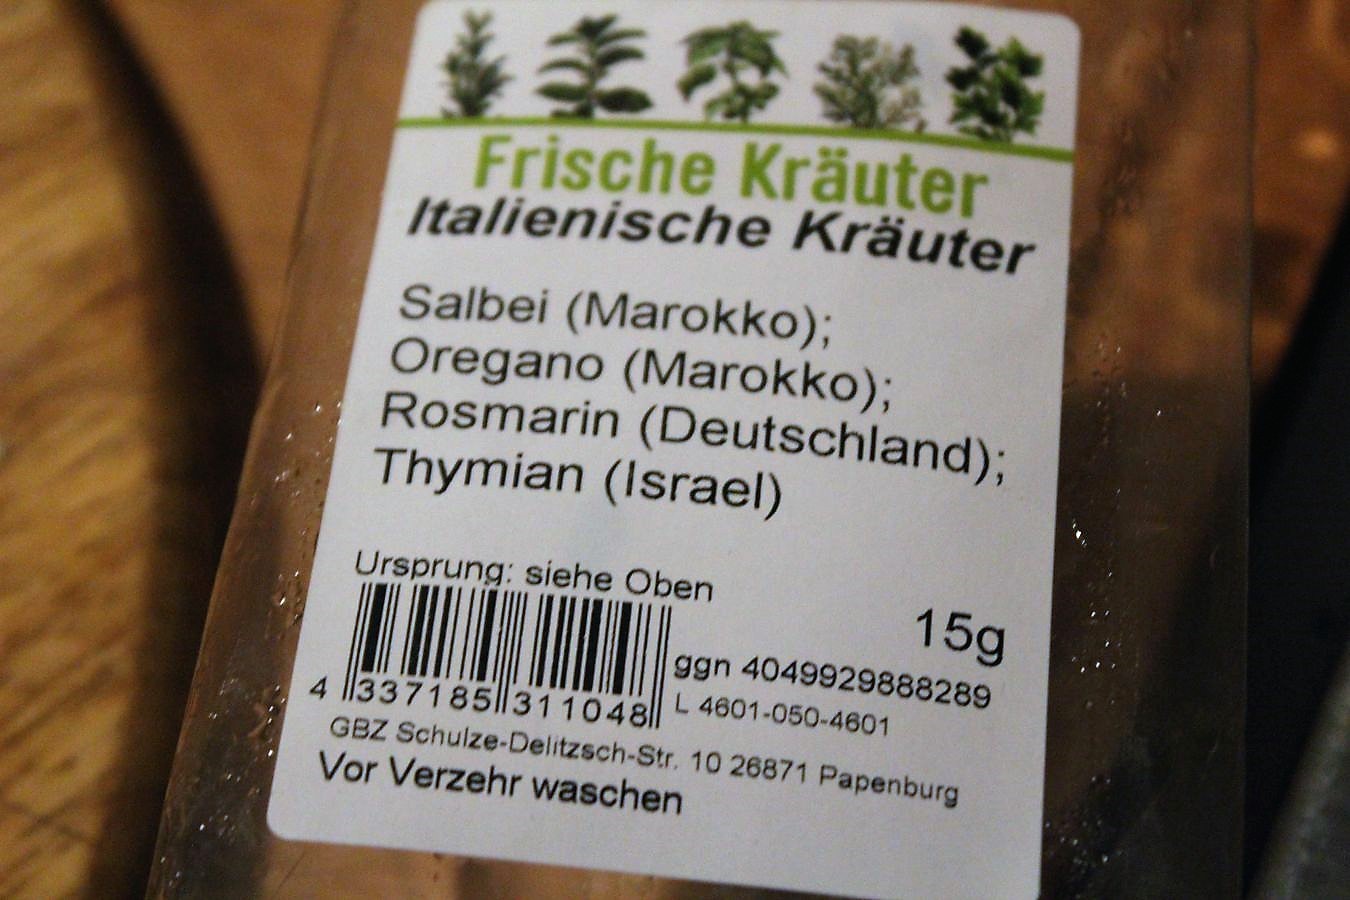 Frische Kräuter
Italienische Kräuter
Salbei (Marokko);
Oregano (Marokko);
Rosmarin (Deutschland);
Thymian (Israel)
Ursprung: siehe Oben
15g
4 337185 311048
ggn 4049929888289
L 4601-050-4601
GBZ Schulze-Delitzsch-Str. 10 26871 Papenburg
Vor Verzehr waschen